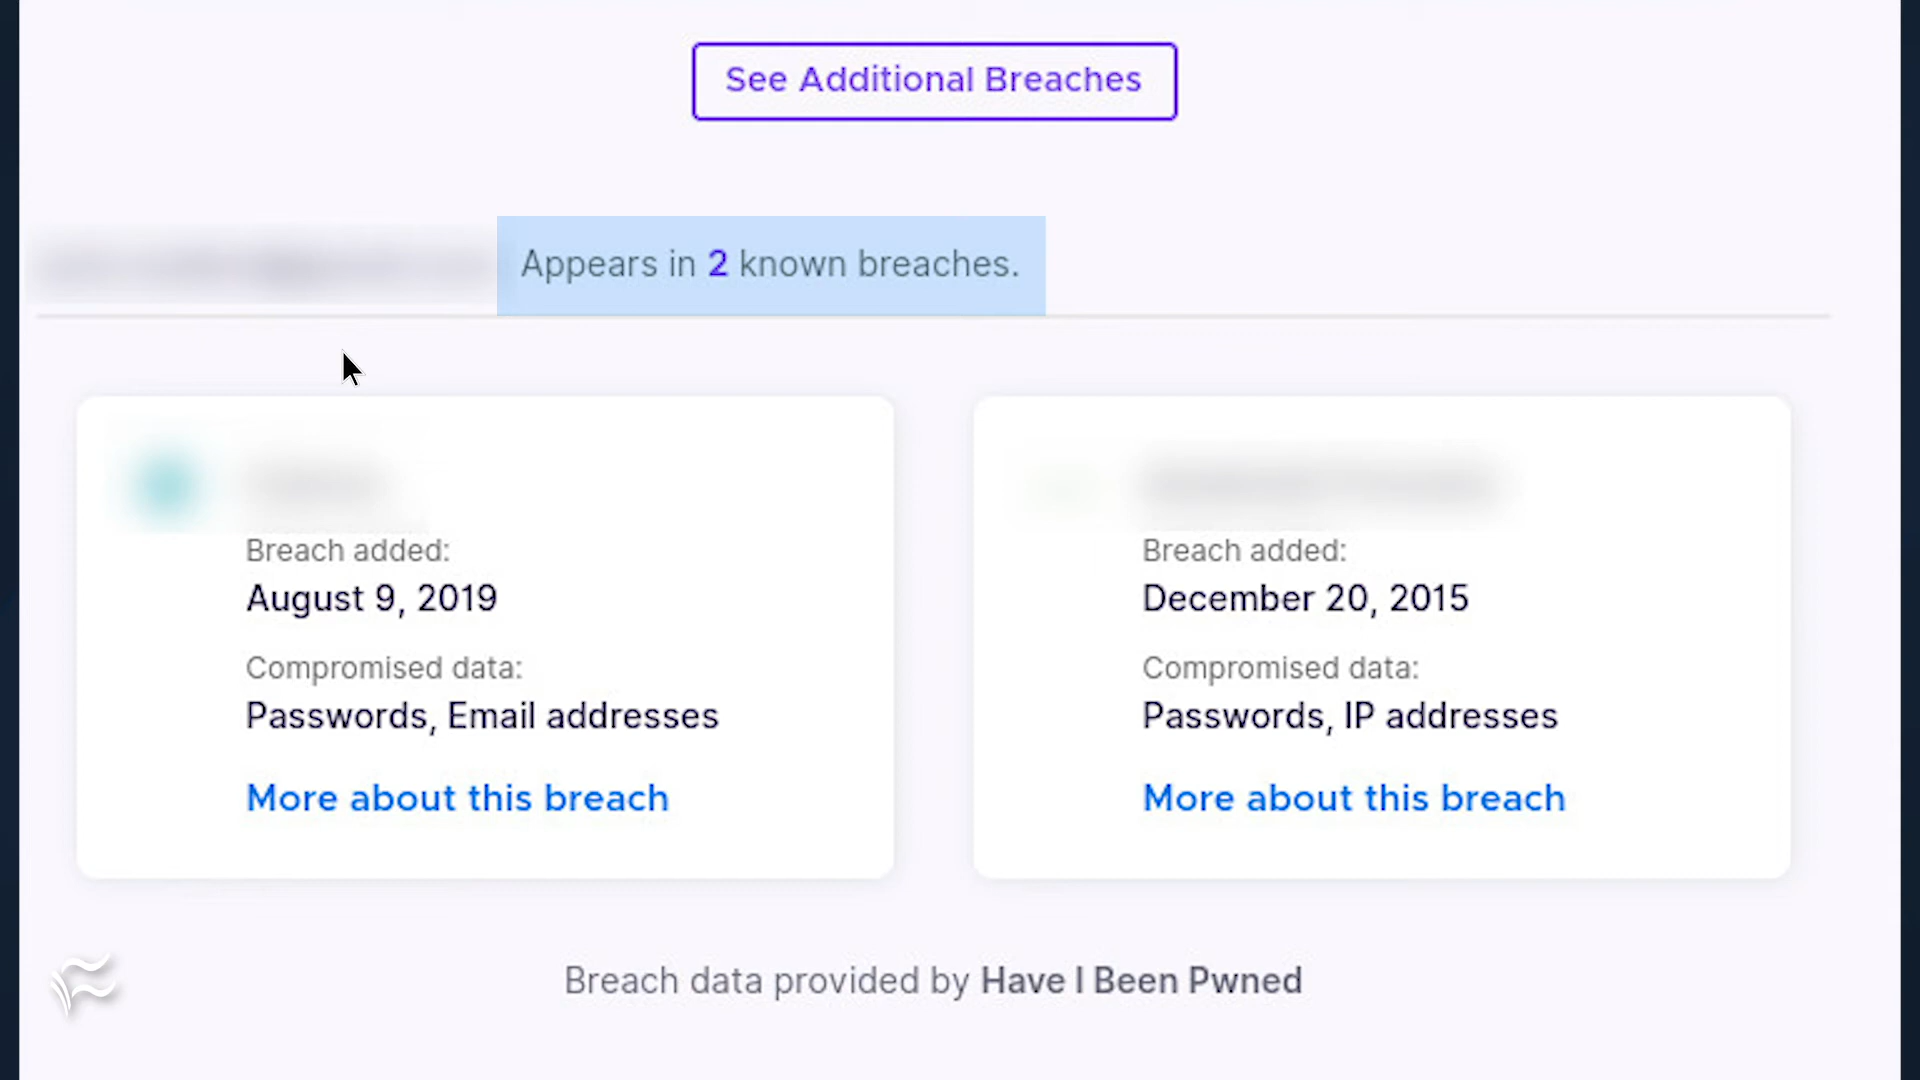 See Additional Breaches
Appears in 2 known breaches.
Breach added:
August 9, 2019
Compromised data:
Passwords, Email addresses
More about this breach
Breach added:
December 20, 2015
Compromised data:
Passwords, IP addresses
More about this breach
Breach data provided by Have I Been Pwned